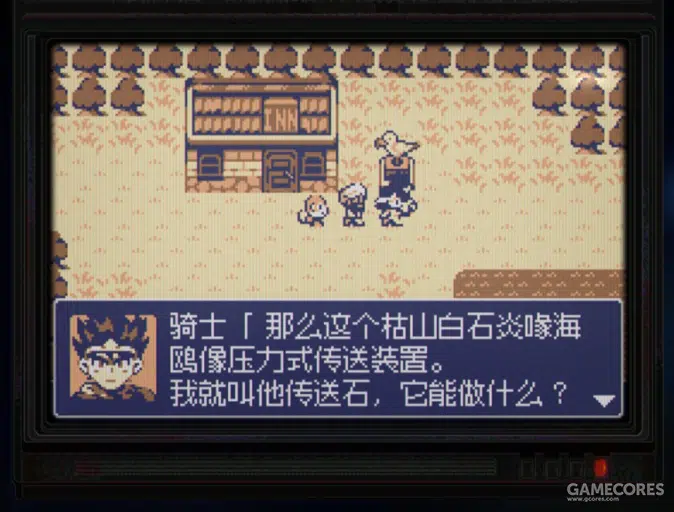 INN
骑士「那么这个枯山白石炎喙海
鸥像压力式传送装置。
我就叫他传送石，它能做什么？
GAMECORES
www.gcores.com